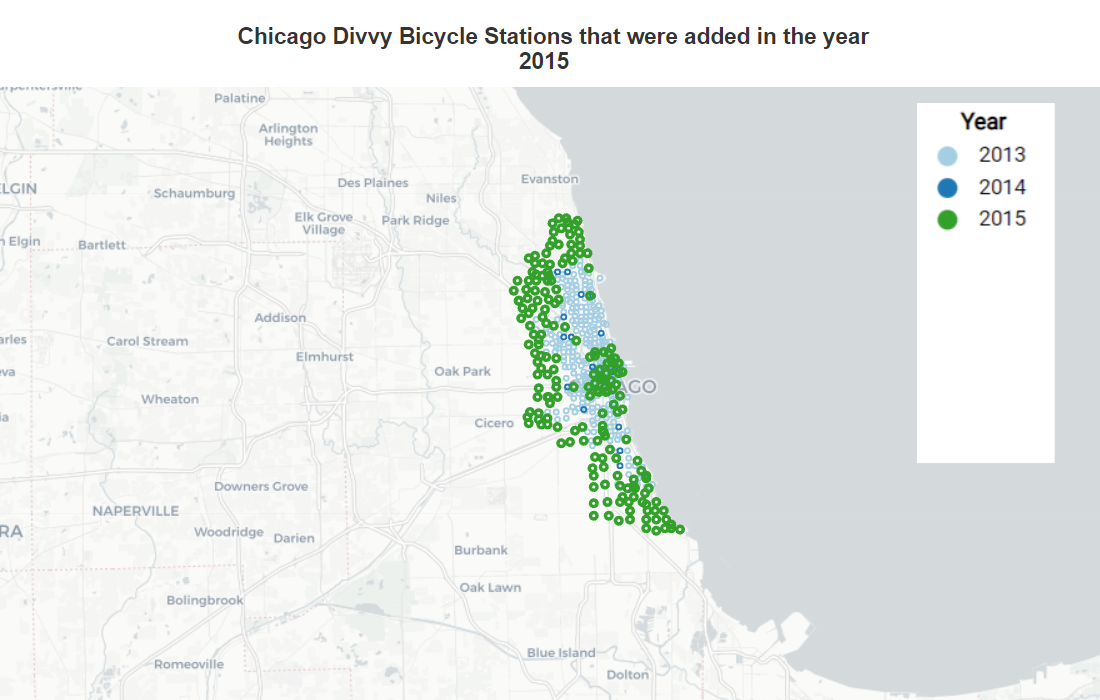 Chicago Divvy Bicycle Stations that were added in the year
2015
Palatine
Arlington
Heights
Year
2013
2014
2015
Evanston
Des Plaines
Niles
Schaumburg
Elk Grove
Village
Park Ridge
Bartlett
n Elgin
Addison
Carol Stream
Elmhurst
Oak Park
Wheaton
Cicero
Downers Grove
NAPERVILLE
Woodridge
Darien
Burbank
Oak Lawn
Bolingbrook
Blue Island
Romeoville
Dolton